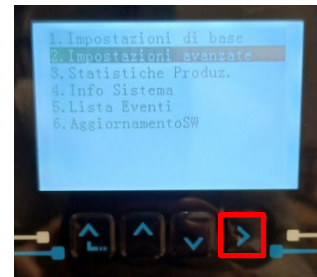 1.Impostazioni di base
2.Impostazioni avanzate
3.Statistiche Produz.
4.Info Sistema
5.Lista Eventi
6.AggiornamentoSW